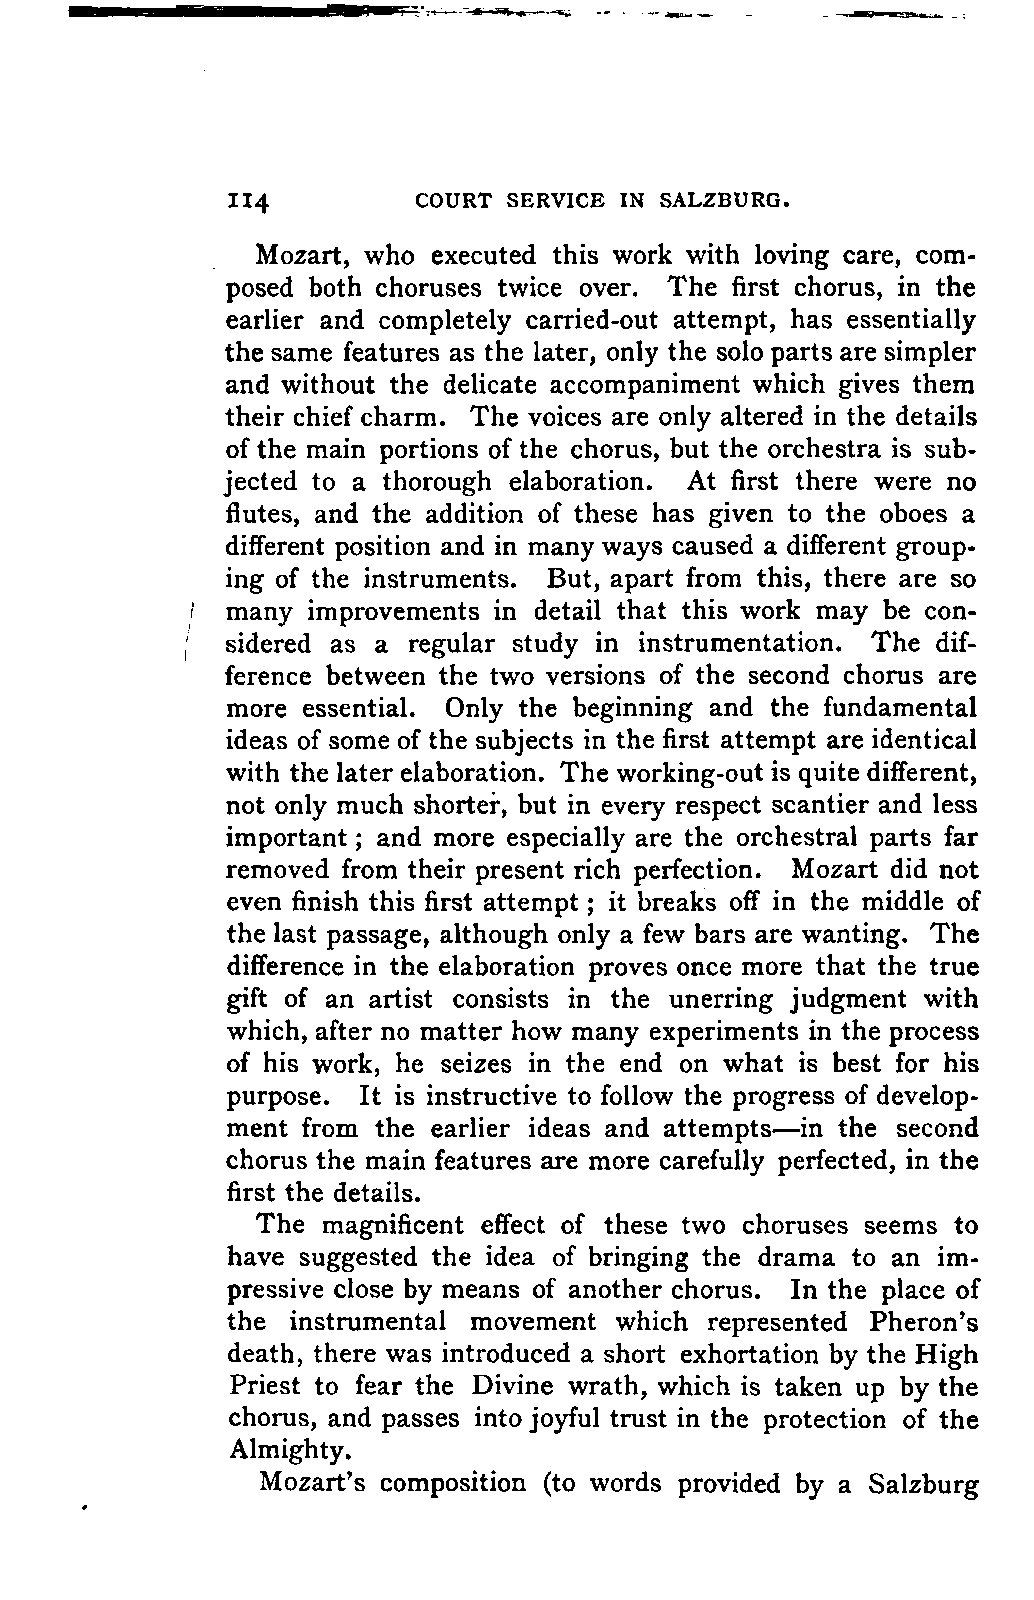 114 COURT SERVICE IN SALZBURG.
Mozart, who executed this work with loving care, com-
posed both choruses twice over. The first chorus, in the
earlier and completely carried-out attempt, has essentially
the same features as the later, only the solo parts are simpler
and without the delicate accompaniment which gives them
their chief charm. The voices are only altered in the details
of the main portions of the chorus, but the orchestra is sub-
jected to a thorough elaboration. At first there were no
flutes, and the addition of these has given to the oboes a
different position and in many ways caused a different group-
ing of the instruments. But, apart from this, there are so
many improvements in detail that this work may be con-
sidered as a regular study in instrumentation. The dif-
ference between the two versions of the second chorus are
more essential. Only the beginning and the fundamental
ideas of some of the subjects in the first attempt are identical
with the later elaboration. The working-out is quite different,
not only much shorter, but in every respect scantier and less
important ; and more especially are the orchestral parts far
removed from their present rich perfection. Mozart did not
even finish this first attempt ; it breaks off in the middle of
the last passage, although only a few bars are wanting. The
difference in the elaboration proves once more that the true
gift of an artist consists in the unerring judgment with
which, after no matter how many experiments in the process
of his work, he seizes in the end on what is best for his
purpose. It is instructive to follow the progress of develop-
ment from the earlier ideas and attempts—in the second
chorus the main features are more carefully perfected, in the
first the details.
The magnificent effect of these two choruses seems to
have suggested the idea of bringing the drama to an im-
pressive close by means of another chorus. In the place of
the instrumental movement which represented Pheron's
death, there was introduced a short exhortation by the High
Priest to fear the Divine wrath, which is taken up by the
chorus, and passes into joyful trust in the protection of the
Almighty.
Mozart's composition (to words provided by a Salzburg